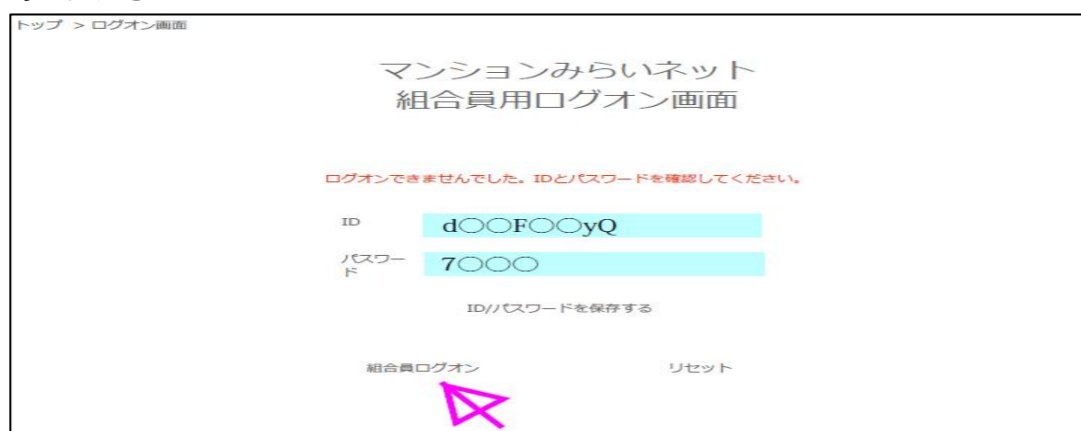 トップ > ログオン画面
マンションみらいネット
組合員用ログオン画面
ログオンできませんでした。IDとパスワードを確認してください。
ID d○○F○○yQ
パスワー
ド 7○○○
ID/パスワードを保存する
組合員ログオン リセット